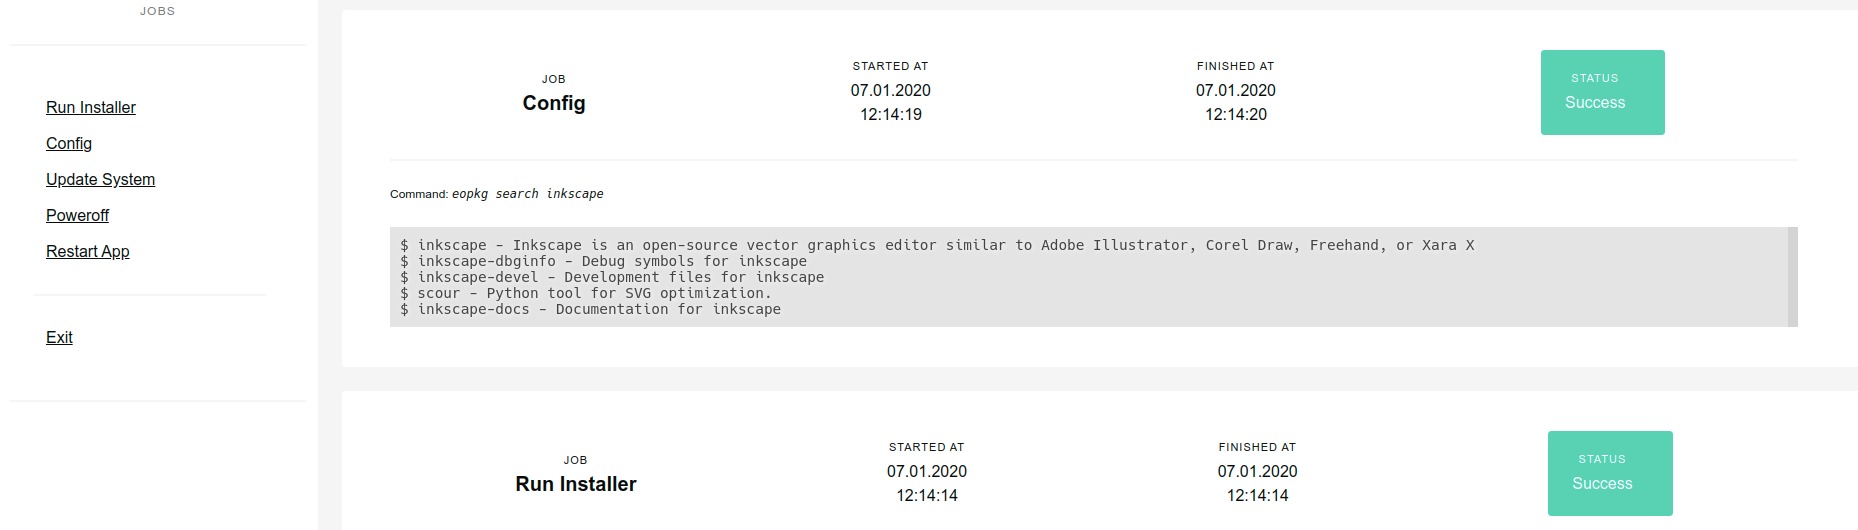 JOBS
Run Installer
Config
Update System
Poweroff
Restart App
Exit
JOB
Config
STARTED AT
07.01.2020
12:14:19
FINISHED AT
07.01.2020
12:14:20
STATUS
Success
Command: eopkg search inkscape
$ inkscape - Inkscape is an open-source vector graphics editor similar to Adobe Illustrator, Corel Draw, Freehand, or Xara X
$ inkscape-dbginfo - Debug symbols for inkscape
$ inkscape-devel - Development files for inkscape
$ scour - Python tool for SVG optimization.
$ inkscape-docs - Documentation for inkscape
JOB
Run Installer
STARTED AT
07.01.2020
12:14:14
FINISHED AT
07.01.2020
12:14:14
STATUS
Success